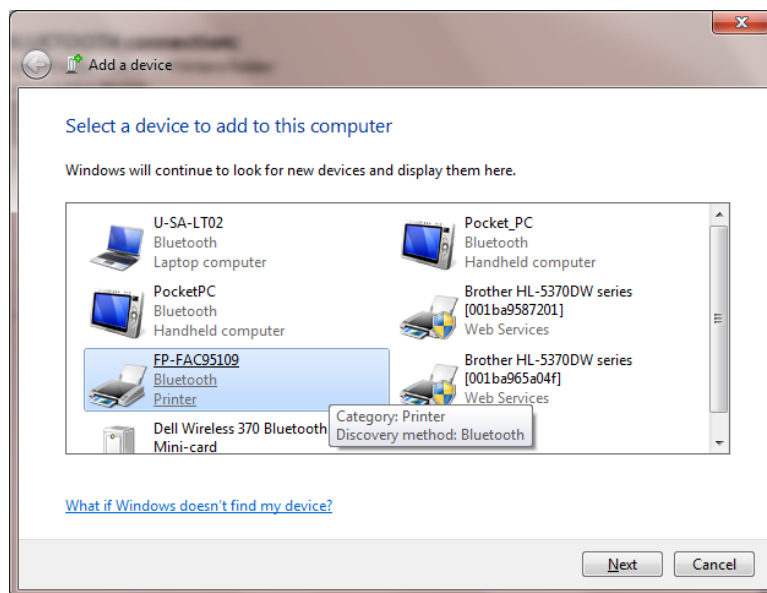 Add a device
Select a device to add to this computer
Windows will continue to look for new devices and display them here.
U-SA-LT02
Bluetooth
Laptop computer
Pocket_PC
Bluetooth
Handheld computer
PocketPC
Bluetooth
Handheld computer
Brother HL-5370DW series
[001ba9587201]
Web Services
FP-FAC95109
Bluetooth
Printer
Brother HL-5370DW series
[001ba965a04f]
Web Services
Category: Printer
Discovery method: Bluetooth
Dell Wireless 370 Bluetooth
Mini-card
What if Windows doesn't find my device?
Next
Cancel